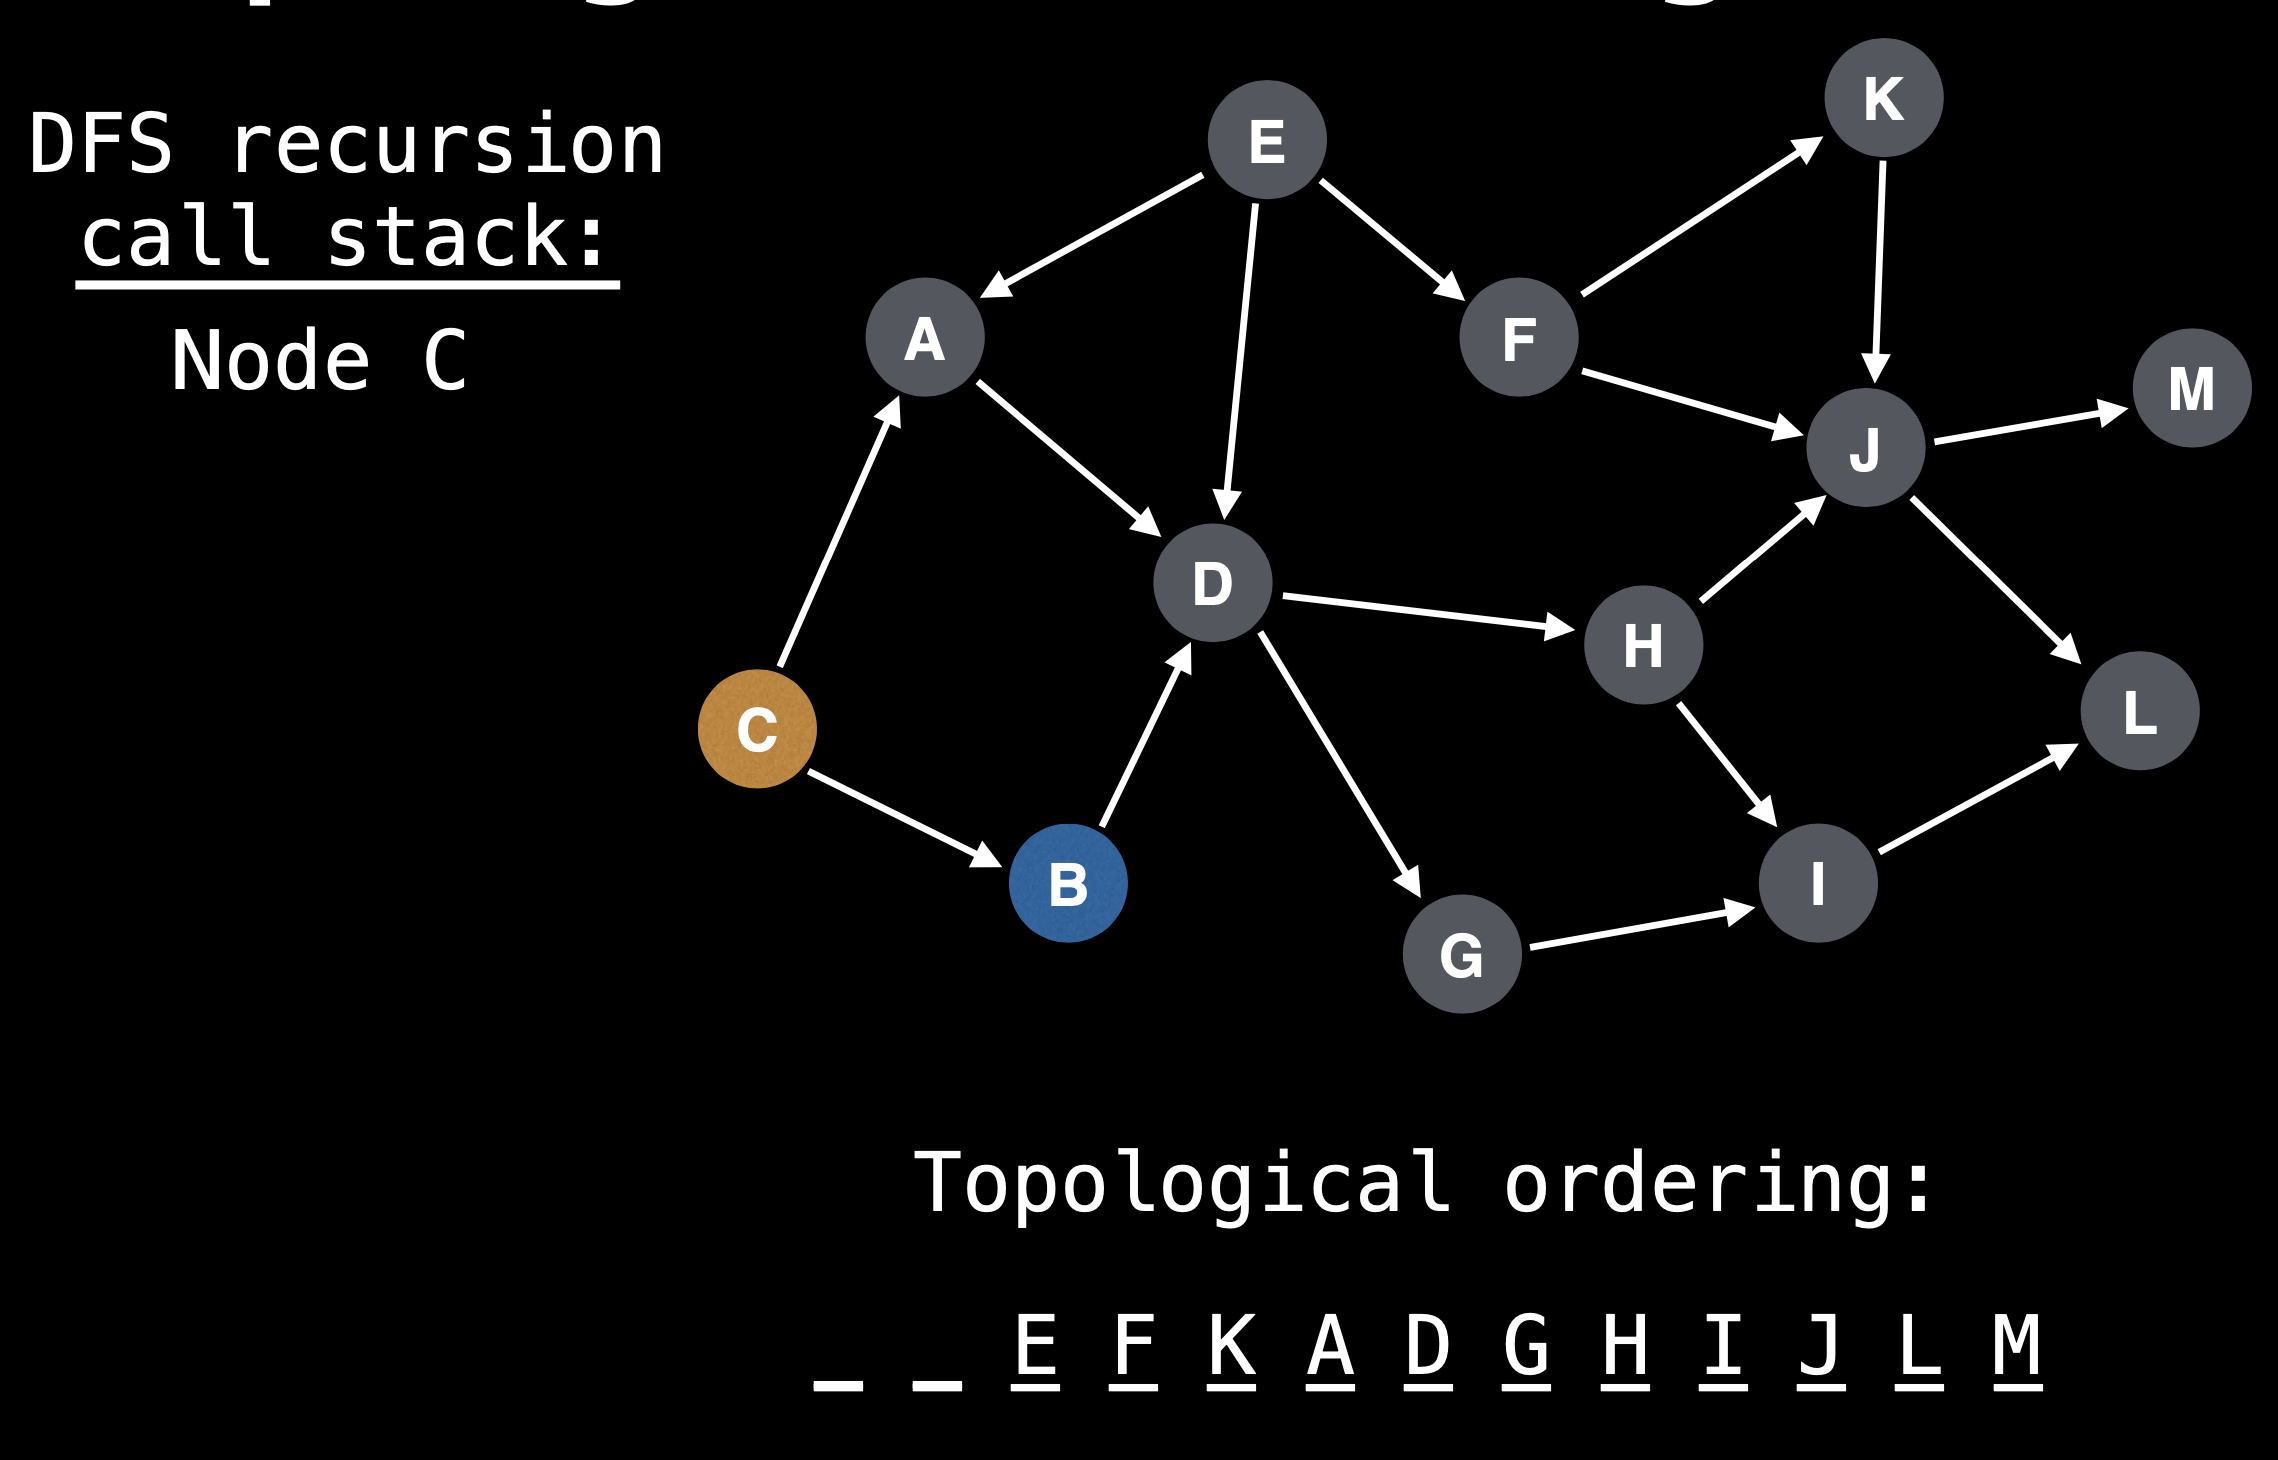 DFS recursion
call stack:
Node C
K
E
A
F
M
J
D
H
L
C
B
I
G
Topological ordering:
_ _ E F K A D G H I J L M